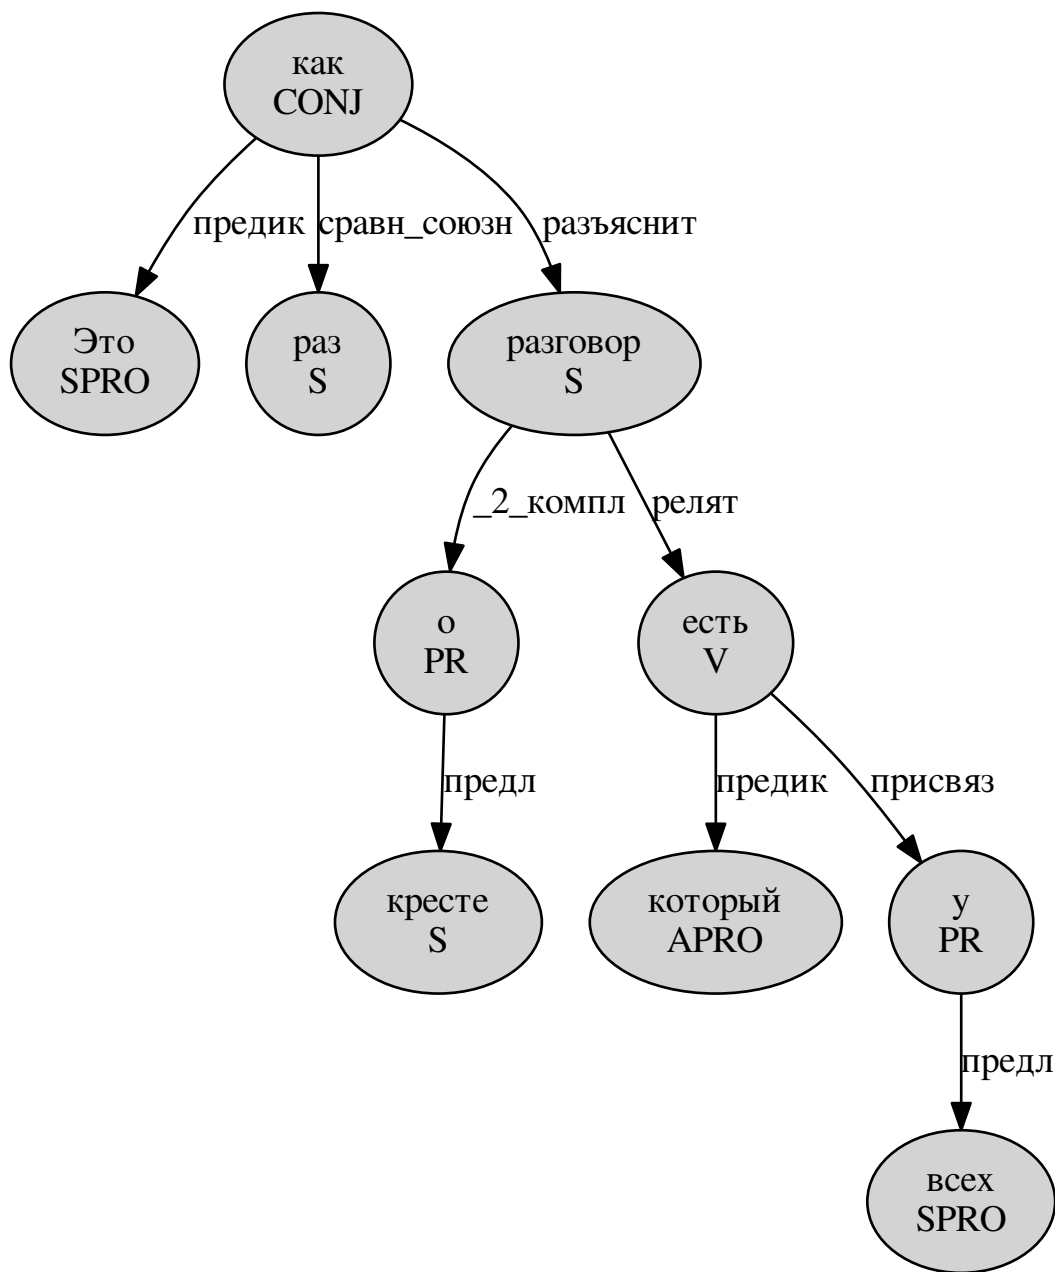 как
CONJ
предик
сравн_союзн
разъяснит
Это
SPRO
раз
S
разговор
S
_2_компл
релят
о
PR
есть
V
предл
предик
присвяз
кресте
S
который
APRO
у
PR
предл
всех
SPRO